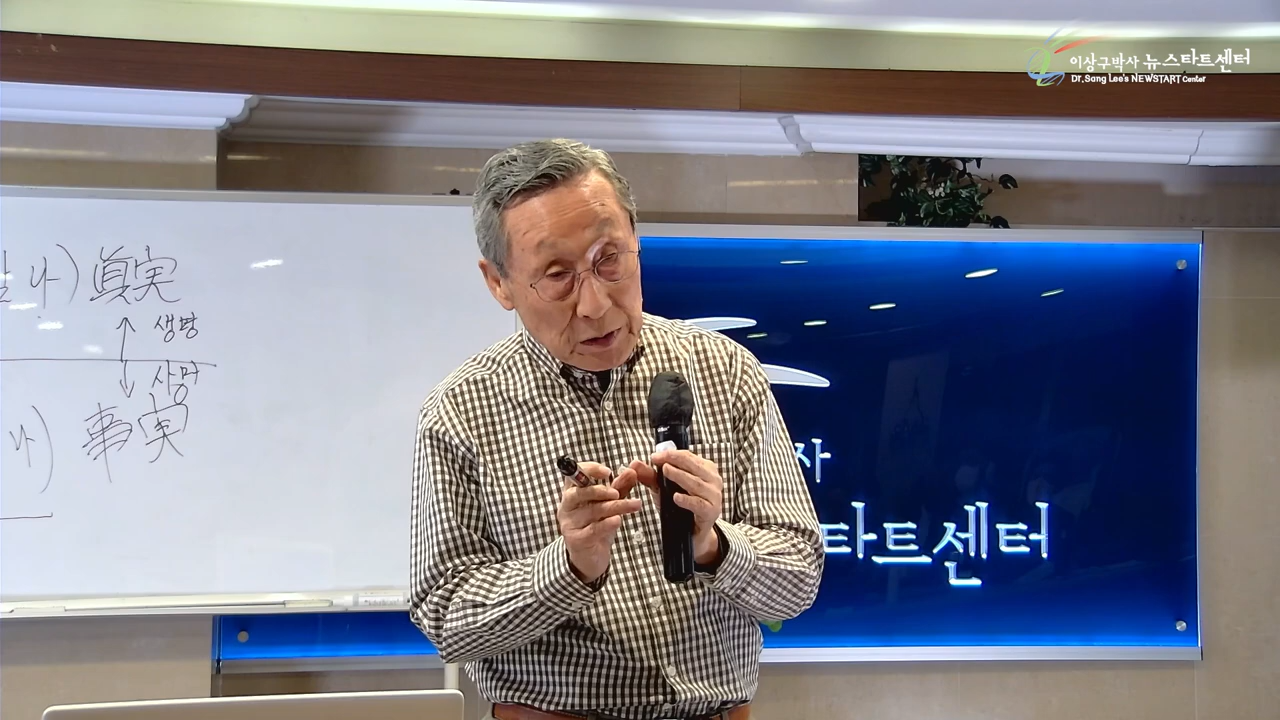 이상구박사 뉴스타트센터
Dr. Sang Lee's NEWSTART Center
나) 眞実
생명
사망
나) 事実
사
타트센터